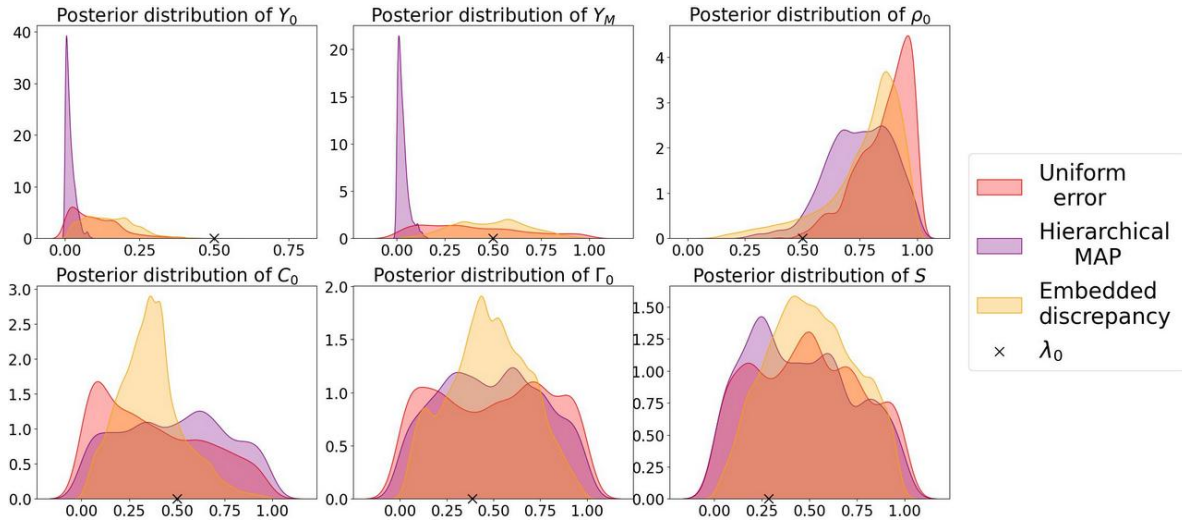 Posterior distribution of Y₀
40
30
20
10
0
0.00 0.25 0.50 0.75
Posterior distribution of Y_M
20
15
10
5
0
0.00 0.25 0.50 0.75 1.00
Posterior distribution of ρ₀
4
3
2
1
0
0.00 0.25 0.50 0.75 1.00
Uniform
error
Hierarchical
MAP
Embedded
discrepancy
λ₀
Posterior distribution of C₀
3.0
2.5
2.0
1.5
1.0
0.5
0.0
0.00 0.25 0.50 0.75 1.00
Posterior distribution of Γ₀
2.0
1.5
1.0
0.5
0.0
0.00 0.25 0.50 0.75 1.00
Posterior distribution of S
1.50
1.25
1.00
0.75
0.50
0.25
0.00
0.00 0.25 0.50 0.75 1.00